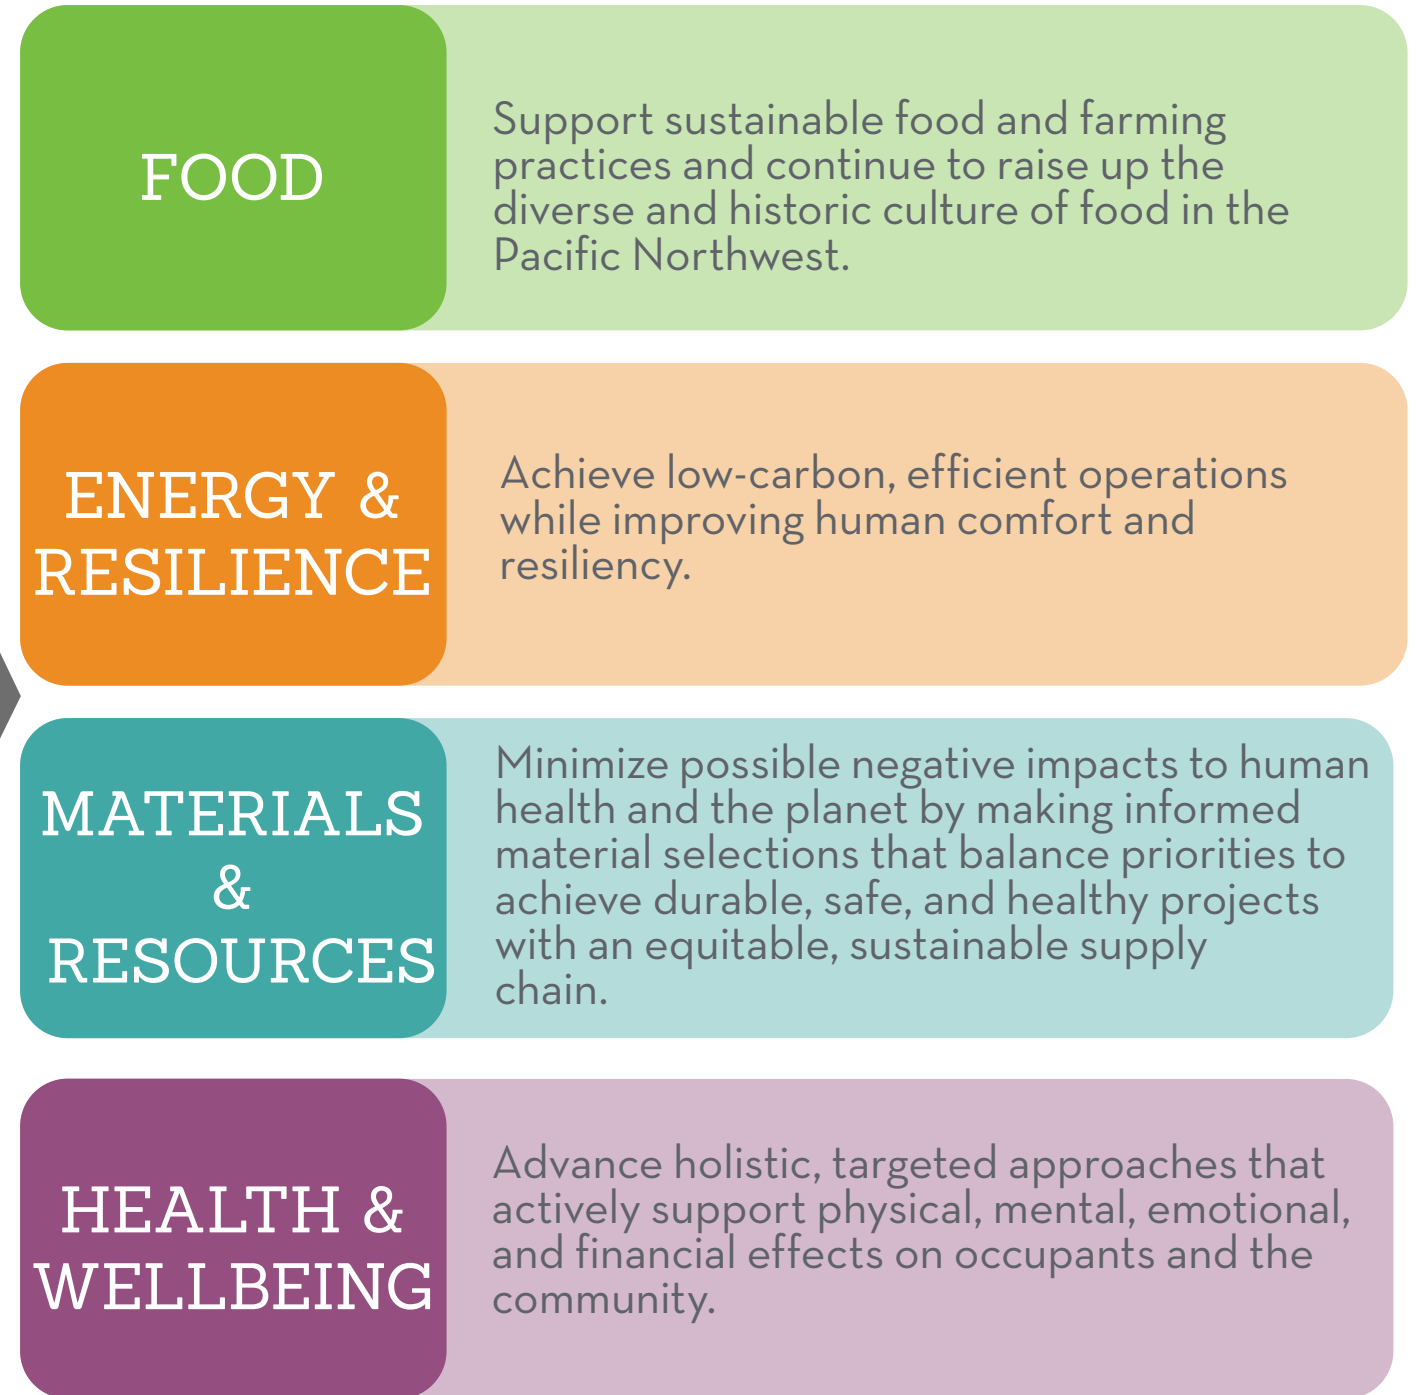 FOOD
Support sustainable food and farming
practices and continue to raise up the
diverse and historic culture of food in the
Pacific Northwest.
ENERGY &
RESILIENCE
Achieve low-carbon, efficient operations
while improving human comfort and
resiliency.
MATERIALS
&
RESOURCES
Minimize possible negative impacts to human
health and the planet by making informed
material selections that balance priorities to
achieve durable, safe, and healthy projects
with an equitable, sustainable supply
chain.
HEALTH &
WELLBEING
Advance holistic, targeted approaches that
actively support physical, mental, emotional,
and financial effects on occupants and the
community.